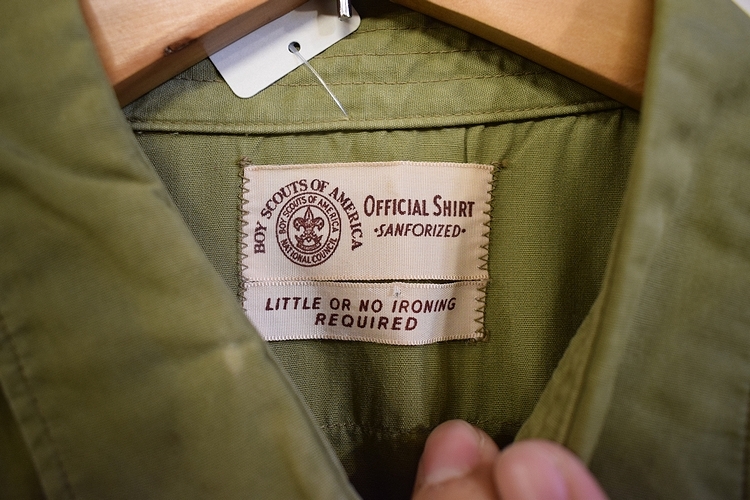 BOY SCOUTS OF AMERICA
BOY SCOUTS OF AMERICA
NATIONAL COUNCIL
OFFICIAL SHIRT
·SANFORIZED·
LITTLE OR NO IRONING
REQUIRED